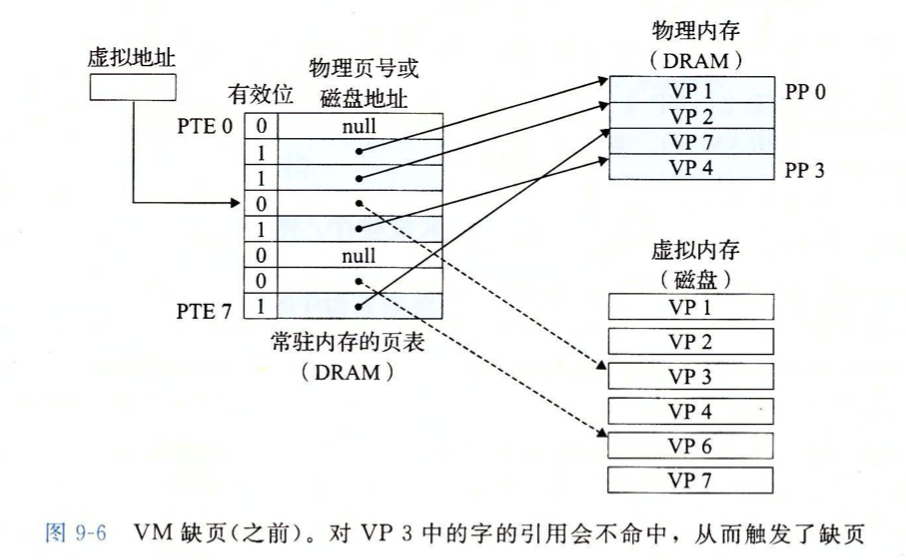 虚拟地址
有效位
物理页号或
磁盘地址
PTE 0
0
null
1
1
0
1
0
null
0
PTE 7
1
常驻内存的页表
（DRAM）
物理内存
（DRAM）
VP 1
PP 0
VP 2
VP 7
VP 4
PP 3
虚拟内存
（磁盘）
VP 1
VP 2
VP 3
VP 4
VP 6
VP 7
图 9-6 VM 缺页(之前)。对 VP 3 中的字的引用会不命中，从而触发了缺页